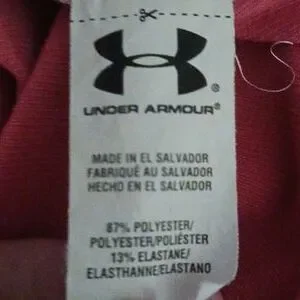 UNDER ARMOUR®
MADE IN EL SALVADOR
FABRIQUÉ AU SALVADOR
HECHO EN EL SALVADOR
87% POLYESTER/
POLYESTER/POLIÉSTER
13% ELASTANE/
ELASTHANNE/ELASTANO